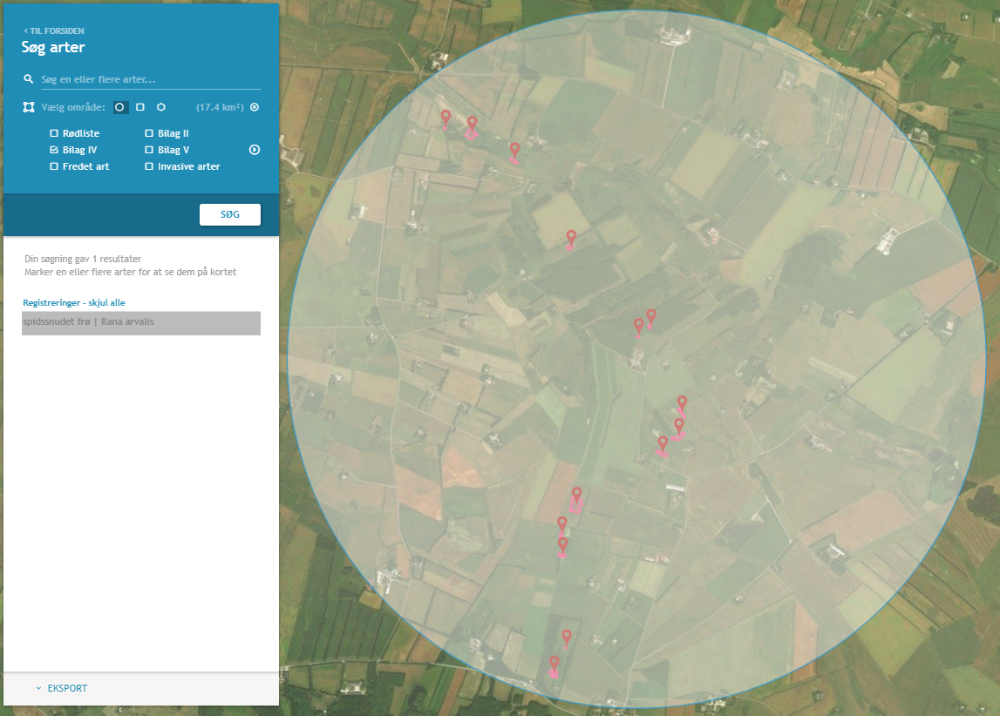 ‹ TIL FORSIDEN
Søg arter
Søg en eller flere arter...
Vælg område: (17.4 km²)
Rødliste Bilag II
Bilag IV Bilag V
Fredet art Invasive arter
SØG
Din søgning gav 1 resultater
Marker en eller flere arter for at se dem på kortet
Registreringer - skjul alle
spidssnudet frø | Rana arvalis
EKSPORT